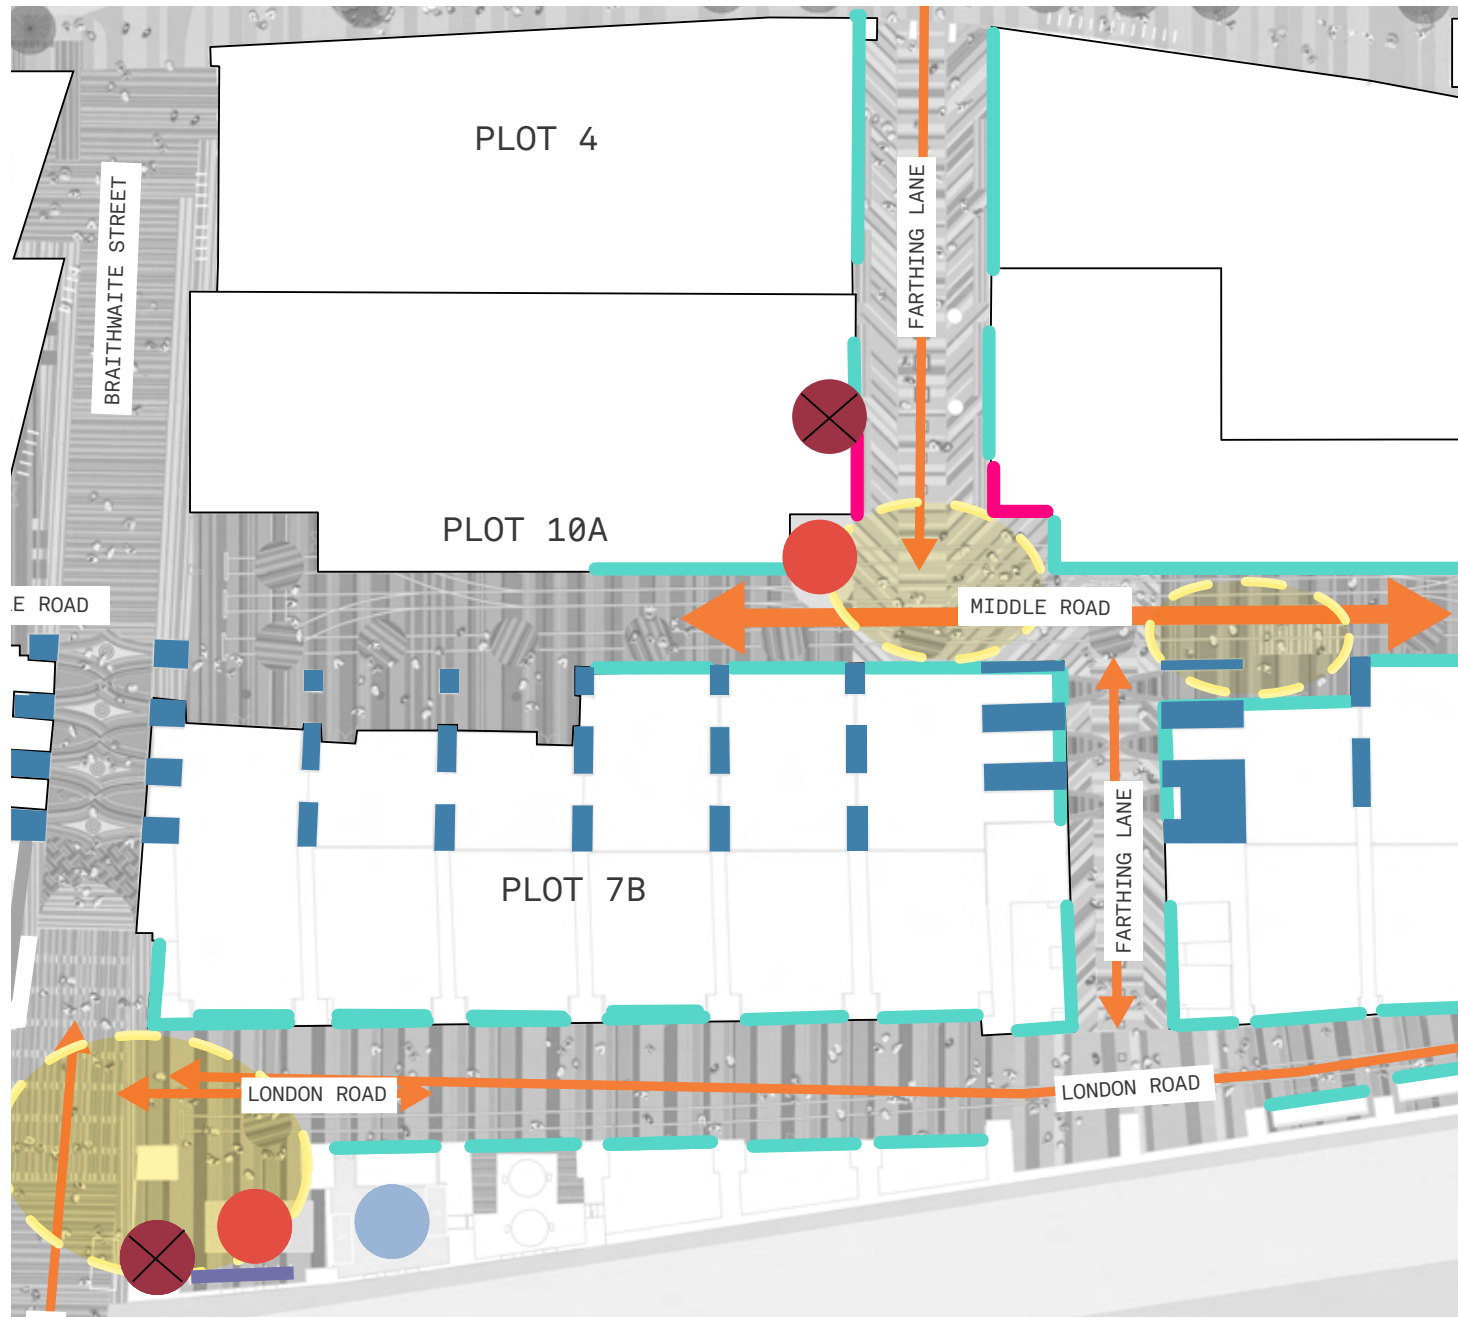 PLOT 4
FARTHING LANE
BRAITHWAITE STREET
PLOT 10A
E ROAD
MIDDLE ROAD
FARTHING LANE
PLOT 7B
LONDON ROAD
LONDON ROAD